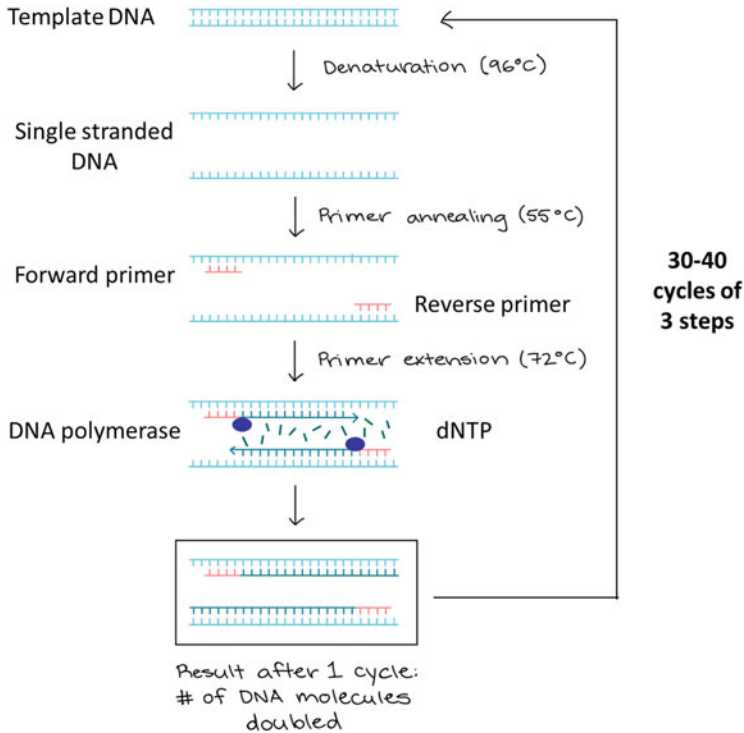 Template DNA
Denaturation (96°C)
Single stranded
DNA
Primer annealing (55°C)
Forward primer
Reverse primer
30-40
cycles of
3 steps
Primer extension (72°C)
DNA polymerase
dNTP
Result after 1 cycle:
# of DNA molecules
doubled